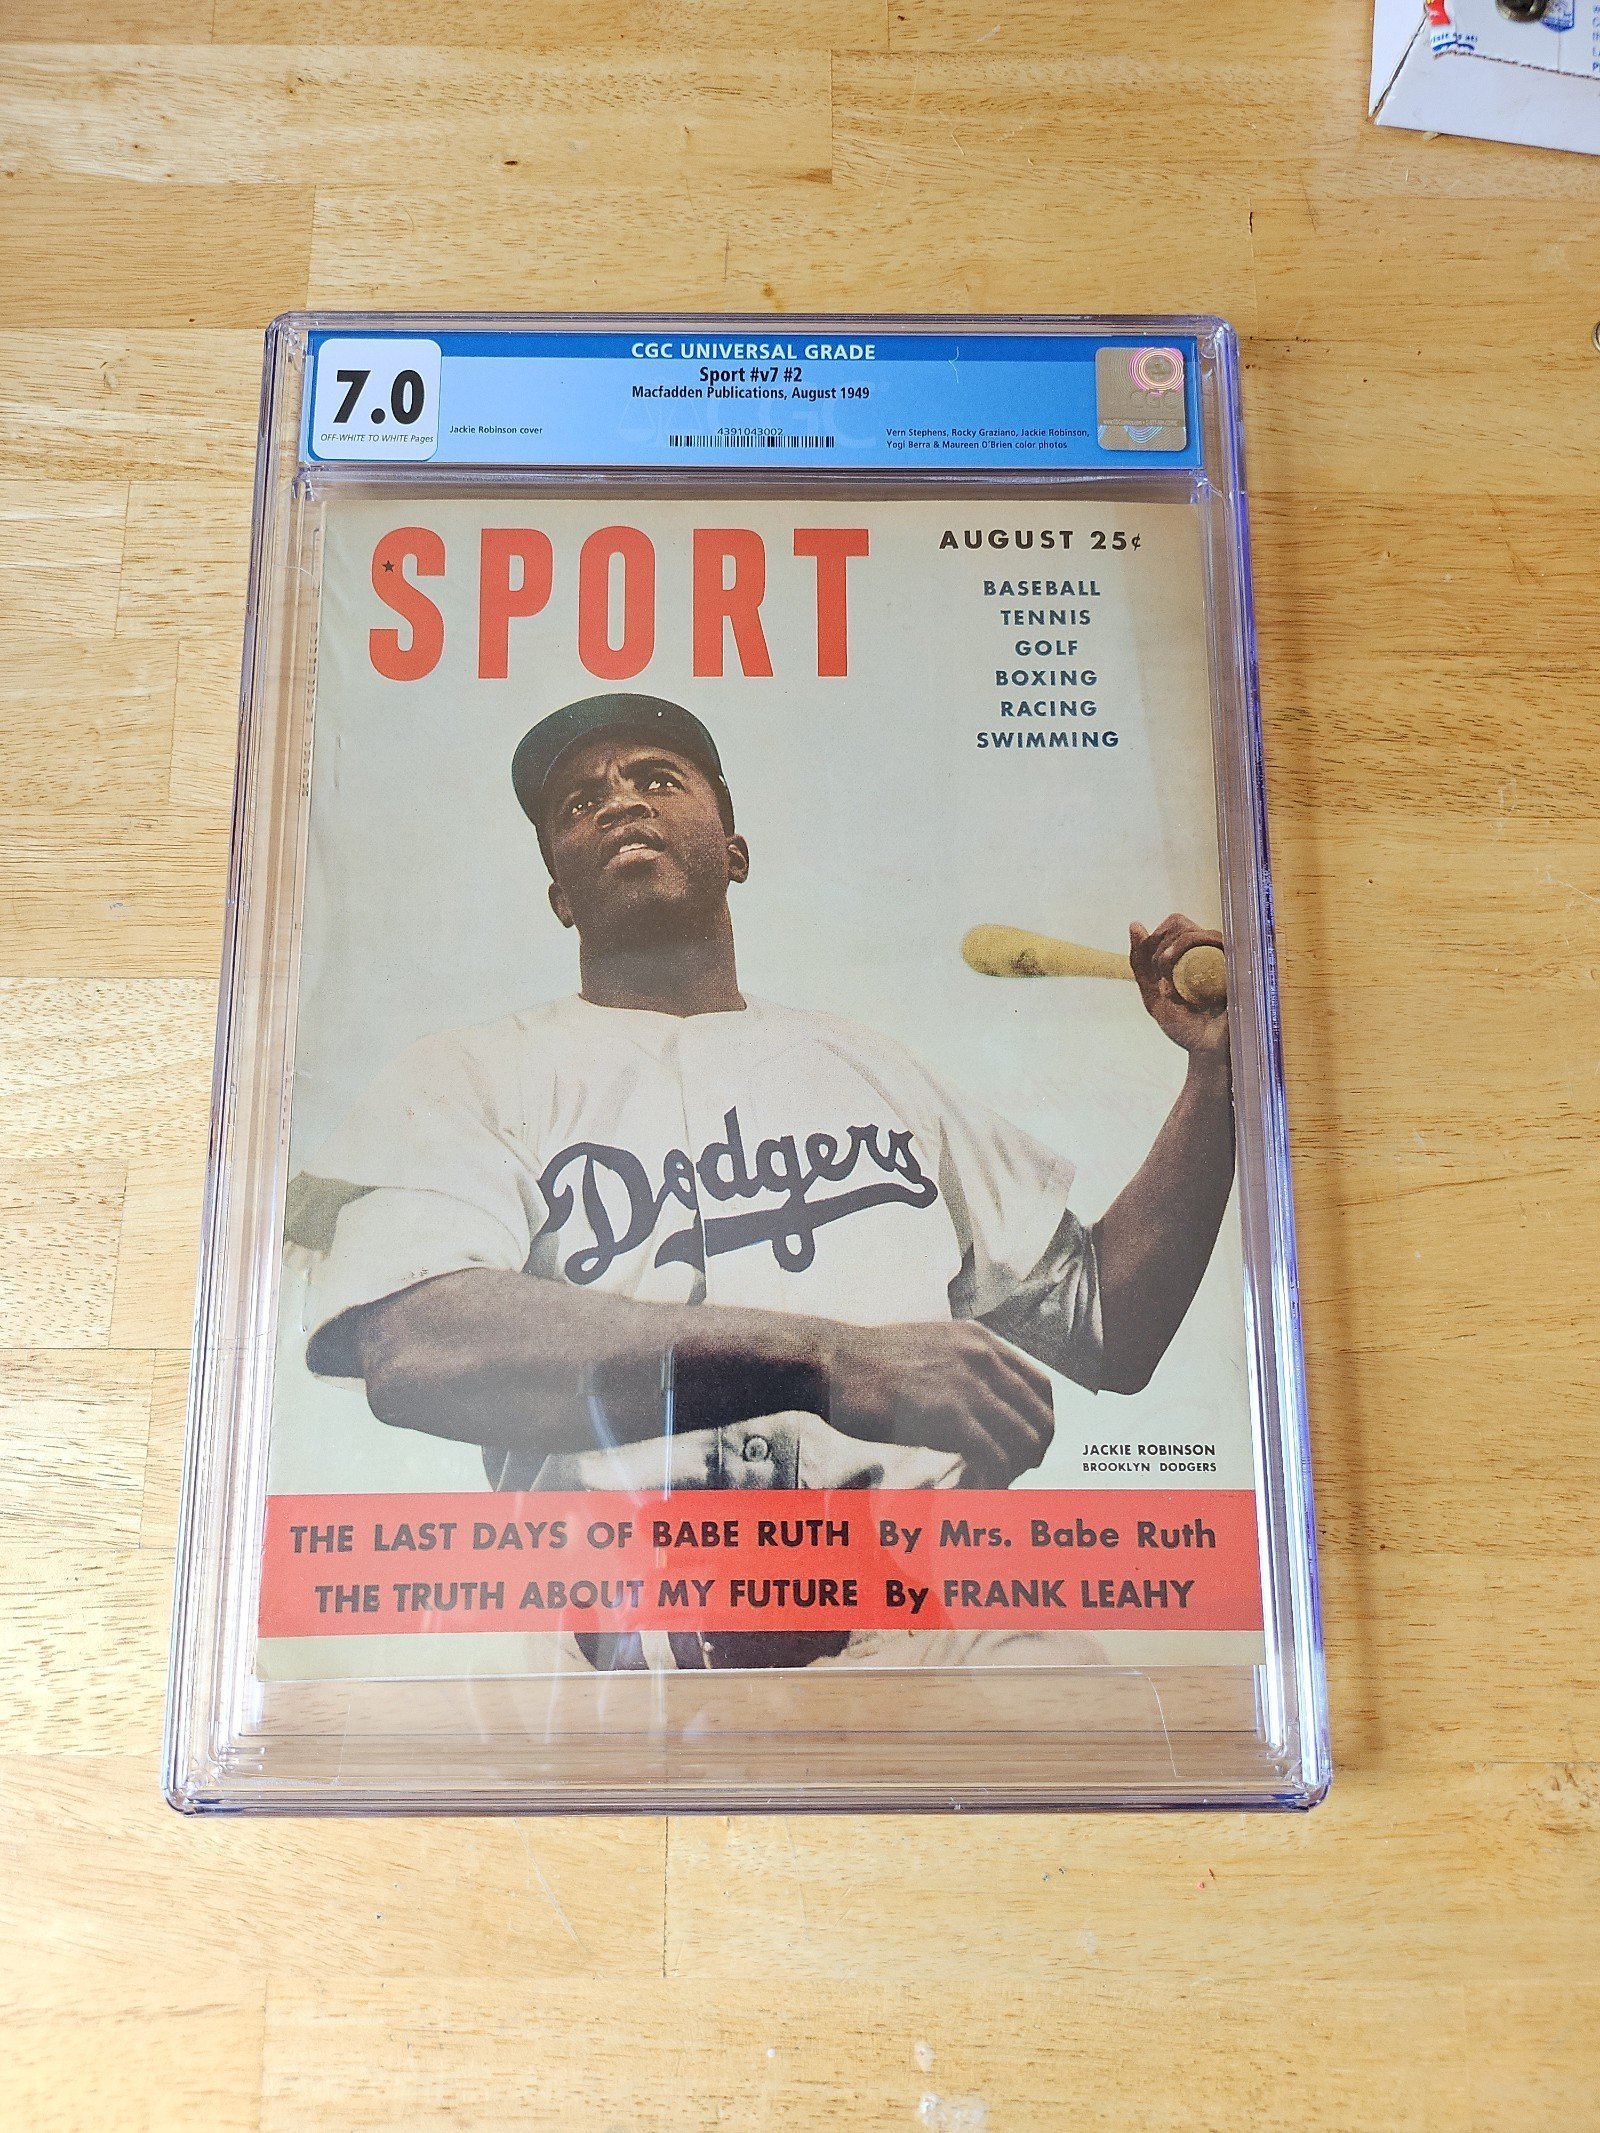 CGC UNIVERSAL GRADE
7.0
OFF-WHITE TO WHITE Pages
Sport #v7 #2
Macfadden Publications, August 1949
Jackie Robinson cover
4391043002
Vern Stephens, Rocky Graziano, Jackie Robinson,
Yogi Berra & Maureen O'Brien color photos
SPORT
AUGUST 25¢
BASEBALL
TENNIS
GOLF
BOXING
RACING
SWIMMING
Dodgers
JACKIE ROBINSON
BROOKLYN DODGERS
THE LAST DAYS OF BABE RUTH By Mrs. Babe Ruth
THE TRUTH ABOUT MY FUTURE By FRANK LEAHY